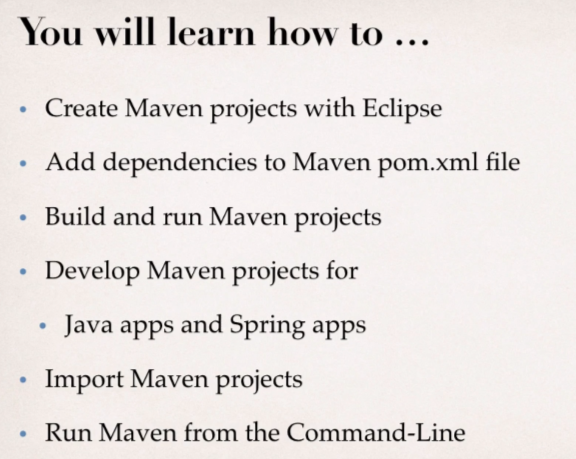 You will learn how to ...
• Create Maven projects with Eclipse
• Add dependencies to Maven pom.xml file
• Build and run Maven projects
• Develop Maven projects for
• Java apps and Spring apps
• Import Maven projects
• Run Maven from the Command-Line